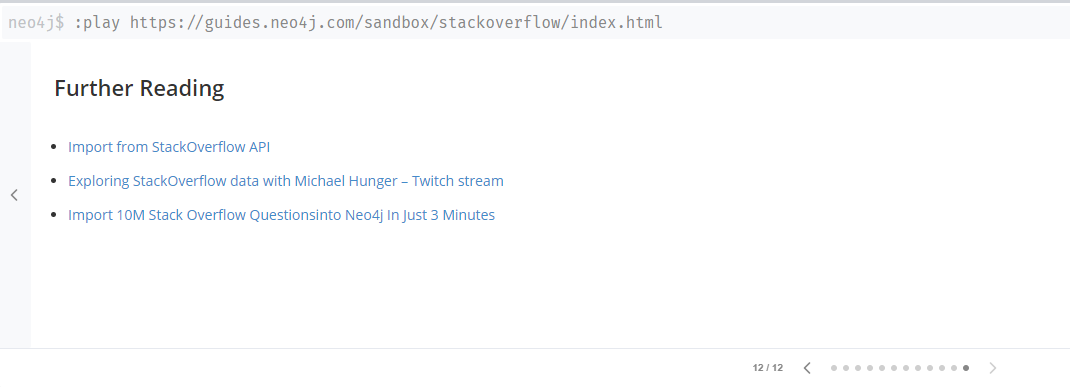 neo4j$ :play https://guides.neo4j.com/sandbox/stackoverflow/index.html
Further Reading
Import from StackOverflow API
Exploring StackOverflow data with Michael Hunger – Twitch stream
Import 10M Stack Overflow Questionsinto Neo4j In Just 3 Minutes
12 / 12